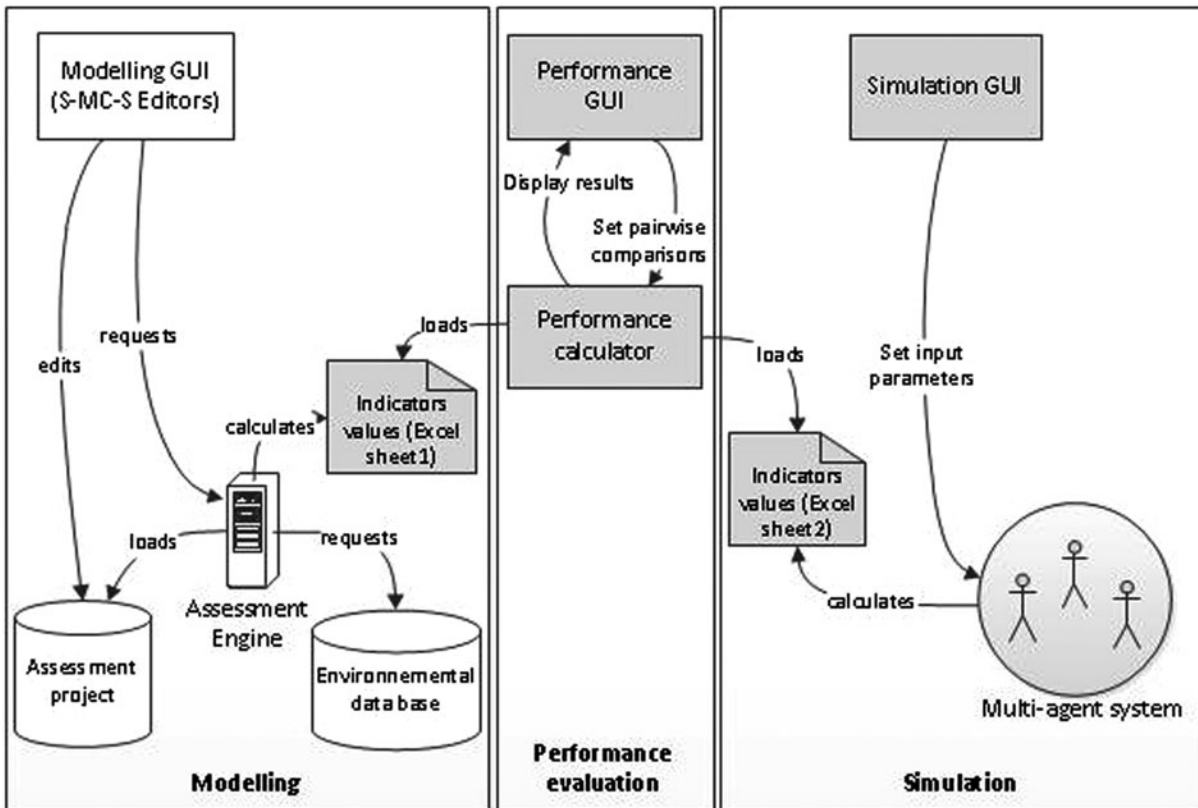 Modelling GUI
(S-MC-S Editors)
edits
requests
calculates
loads
Indicators
values (Excel
sheet1)
loads
requests
Assessment
Engine
Assessment
project
Environnemental
database
Modelling
Performance
GUI
Display results
Set pairwise
comparisons
Performance
calculator
Performance
evaluation
Simulation GUI
loads
Set input
parameters
Indicators
values (Excel
sheet2)
calculates
Multi-agent system
Simulation